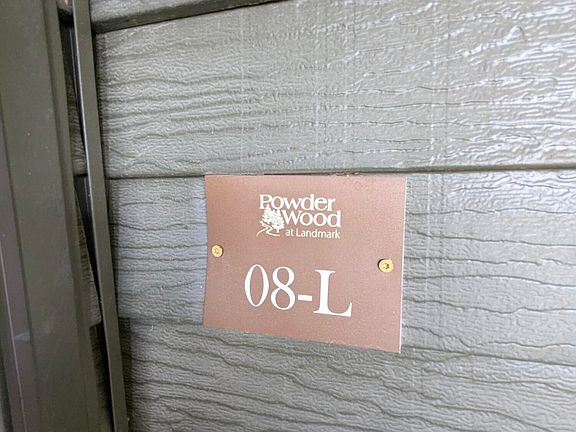 Powder
Wood
at Landmark
08-L